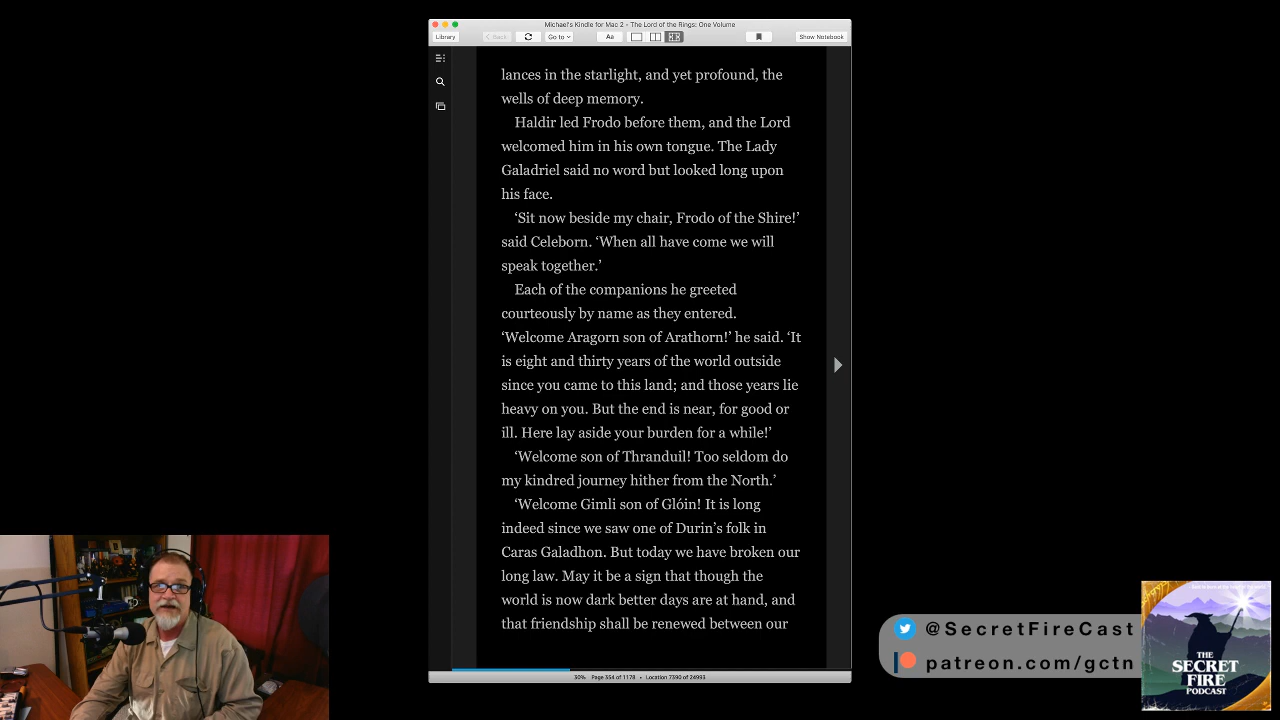 Michael's Kindle for Mac 2 - The Lord of the Rings: One Volume
Library
Back
Go to
Aa
Show Notebook
lances in the starlight, and yet profound, the
wells of deep memory.
Haldir led Frodo before them, and the Lord
welcomed him in his own tongue. The Lady
Galadriel said no word but looked long upon
his face.
‘Sit now beside my chair, Frodo of the Shire!’
said Celeborn. ‘When all have come we will
speak together.’
Each of the companions he greeted
courteously by name as they entered.
‘Welcome Aragorn son of Arathorn!’ he said. ‘It
is eight and thirty years of the world outside
since you came to this land; and those years lie
heavy on you. But the end is near, for good or
ill. Here lay aside your burden for a while!’
‘Welcome son of Thranduil! Too seldom do
my kindred journey hither from the North.’
‘Welcome Gimli son of Glóin! It is long
indeed since we saw one of Durin’s folk in
Caras Galadhon. But today we have broken our
long law. May it be a sign that though the
world is now dark better days are at hand, and
that friendship shall be renewed between our
30% Page 354 of 1178 • Location 7390 of 24993
@SecretFireCast
patreon.com/gctn
THE
SECRET
FIRE
PODCAST